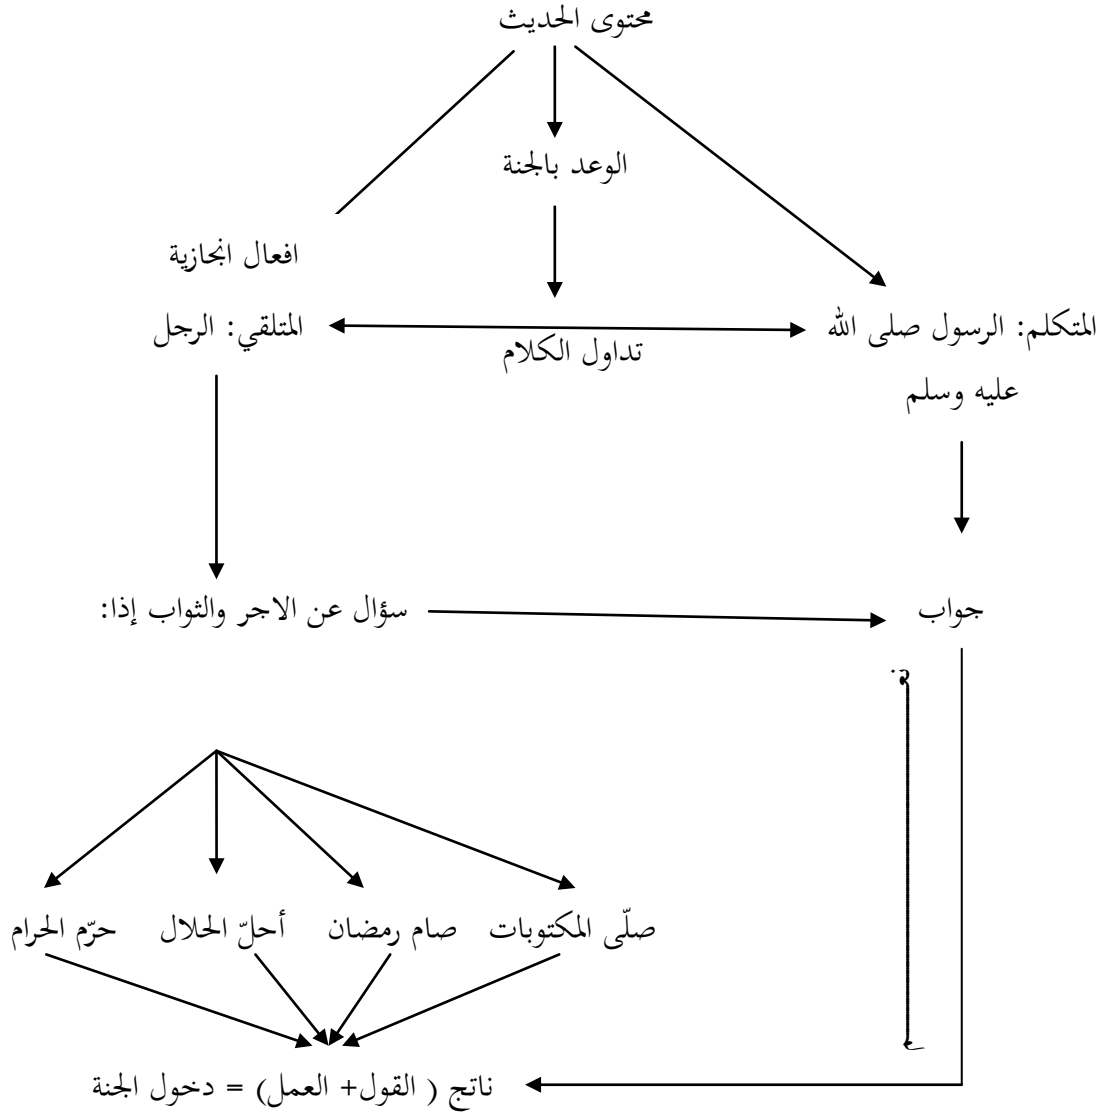 محتوى الحديث
الوعد بالجنة
افعال انجازية
المتكلم: الرسول صلى الله
عليه وسلم
المتلقي: الرجل
تداول الكلام
جواب
سؤال عن الاجر والثواب إذا:
نعم
صلّى المكتوبات
صام رمضان
أحلّ الحلال
حرّم الحرام
ناتج ( القول+ العمل) = دخول الجنة